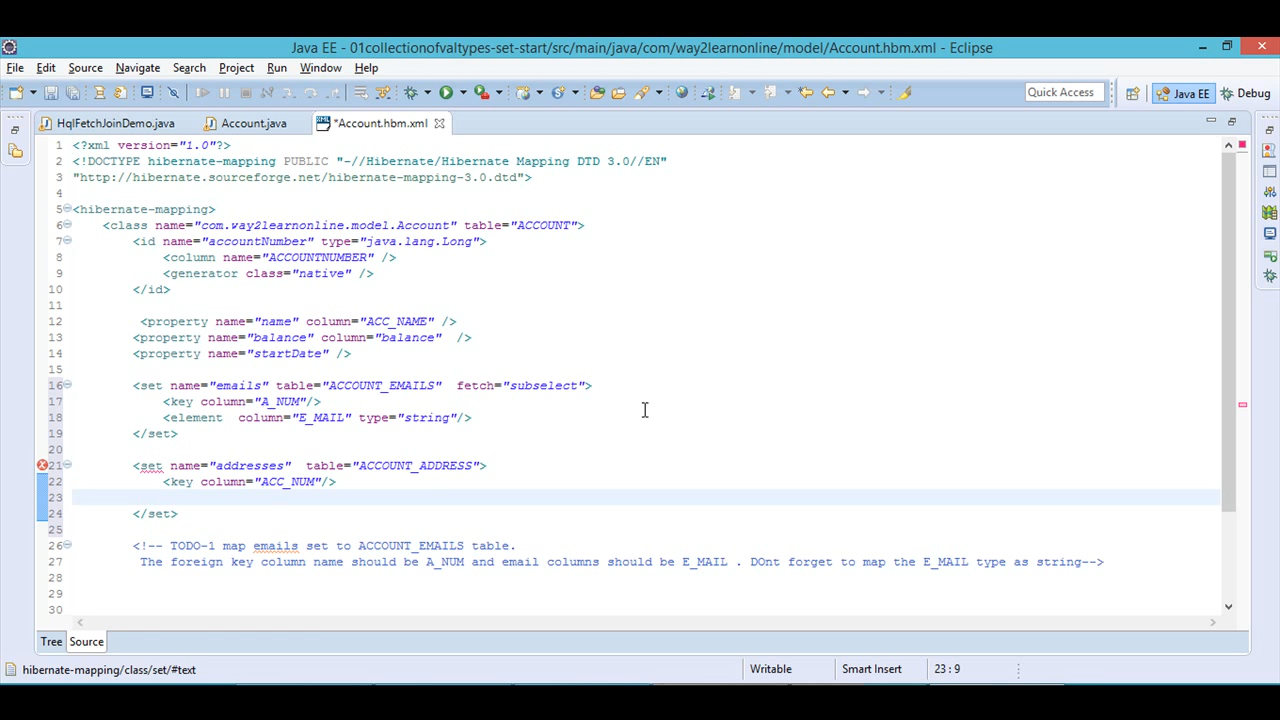 Java EE - 01collectionofvaltypes-set-start/src/main/java/com/way2learnonline/model/Account.hbm.xml - Eclipse
File Edit Source Navigate Search Project Run Window Help
Quick Access Java EE Debug
HqlFetchJoinDemo.java Account.java *Account.hbm.xml
1 <?xml version="1.0"?>
2 <!DOCTYPE hibernate-mapping PUBLIC "-//Hibernate/Hibernate Mapping DTD 3.0//EN"
3 "http://hibernate.sourceforge.net/hibernate-mapping-3.0.dtd">
4
5 <hibernate-mapping>
6 <class name="com.way2learnonline.model.Account" table="ACCOUNT">
7 <id name="accountNumber" type="java.lang.Long">
8 <column name="ACCOUNTNUMBER" />
9 <generator class="native" />
10 </id>
11
12 <property name="name" column="ACC_NAME" />
13 <property name="balance" column="balance" />
14 <property name="startDate" />
15
16 <set name="emails" table="ACCOUNT_EMAILS" fetch="subselect">
17 <key column="A_NUM"/>
18 <element column="E_MAIL" type="string"/>
19 </set>
20
21 <set name="addresses" table="ACCOUNT_ADDRESS">
22 <key column="ACC_NUM"/>
23
24 </set>
25
26 <!-- TODO-1 map emails set to ACCOUNT_EMAILS table.
27 The foreign key column name should be A_NUM and email columns should be E_MAIL . DOnt forget to map the E_MAIL type as string-->
28
29
30
Tree Source
hibernate-mapping/class/set/#text Writable Smart Insert 23 : 9